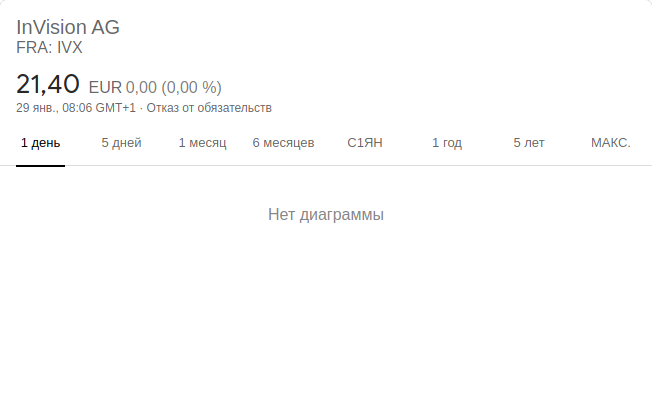 InVision AG
FRA: IVX
21,40 EUR 0,00 (0,00 %)
29 янв., 08:06 GMT+1 · Отказ от обязательств
1 день 5 дней 1 месяц 6 месяцев С1ЯН 1 год 5 лет МАКС.
Нет диаграммы